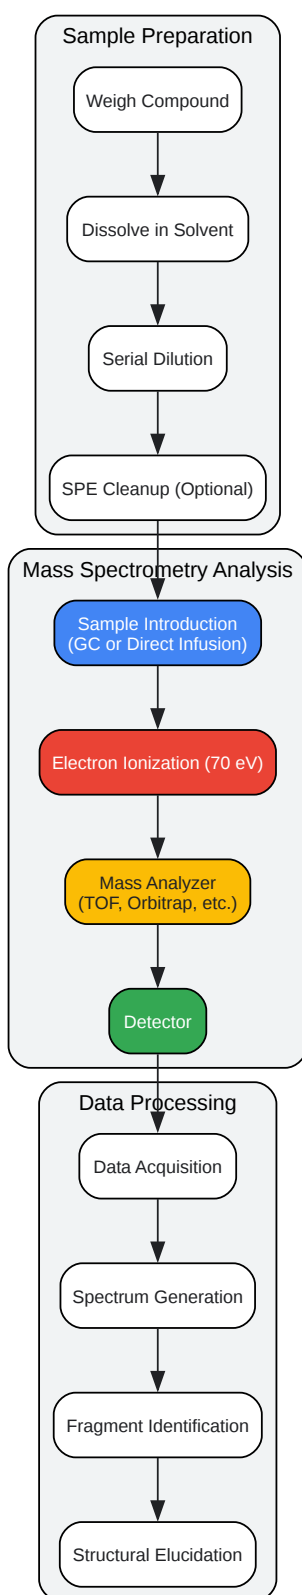 Sample Preparation
Weigh Compound
Dissolve in Solvent
Serial Dilution
SPE Cleanup (Optional)
Mass Spectrometry Analysis
Sample Introduction
(GC or Direct Infusion)
Electron Ionization (70 eV)
Mass Analyzer
(TOF, Orbitrap, etc.)
Detector
Data Processing
Data Acquisition
Spectrum Generation
Fragment Identification
Structural Elucidation